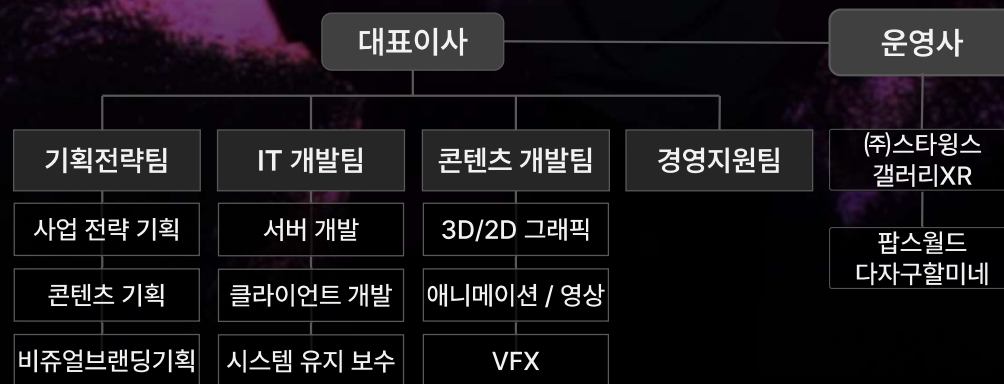 대표이사
운영사
기획전략팀
IT 개발팀
콘텐츠 개발팀
경영지원팀
㈜스타윙스
갤러리XR
사업 전략 기획
서버 개발
3D/2D 그래픽
팝스월드
다자구할미네
콘텐츠 기획
클라이언트 개발
애니메이션 / 영상
비쥬얼브랜딩기획
시스템 유지 보수
VFX